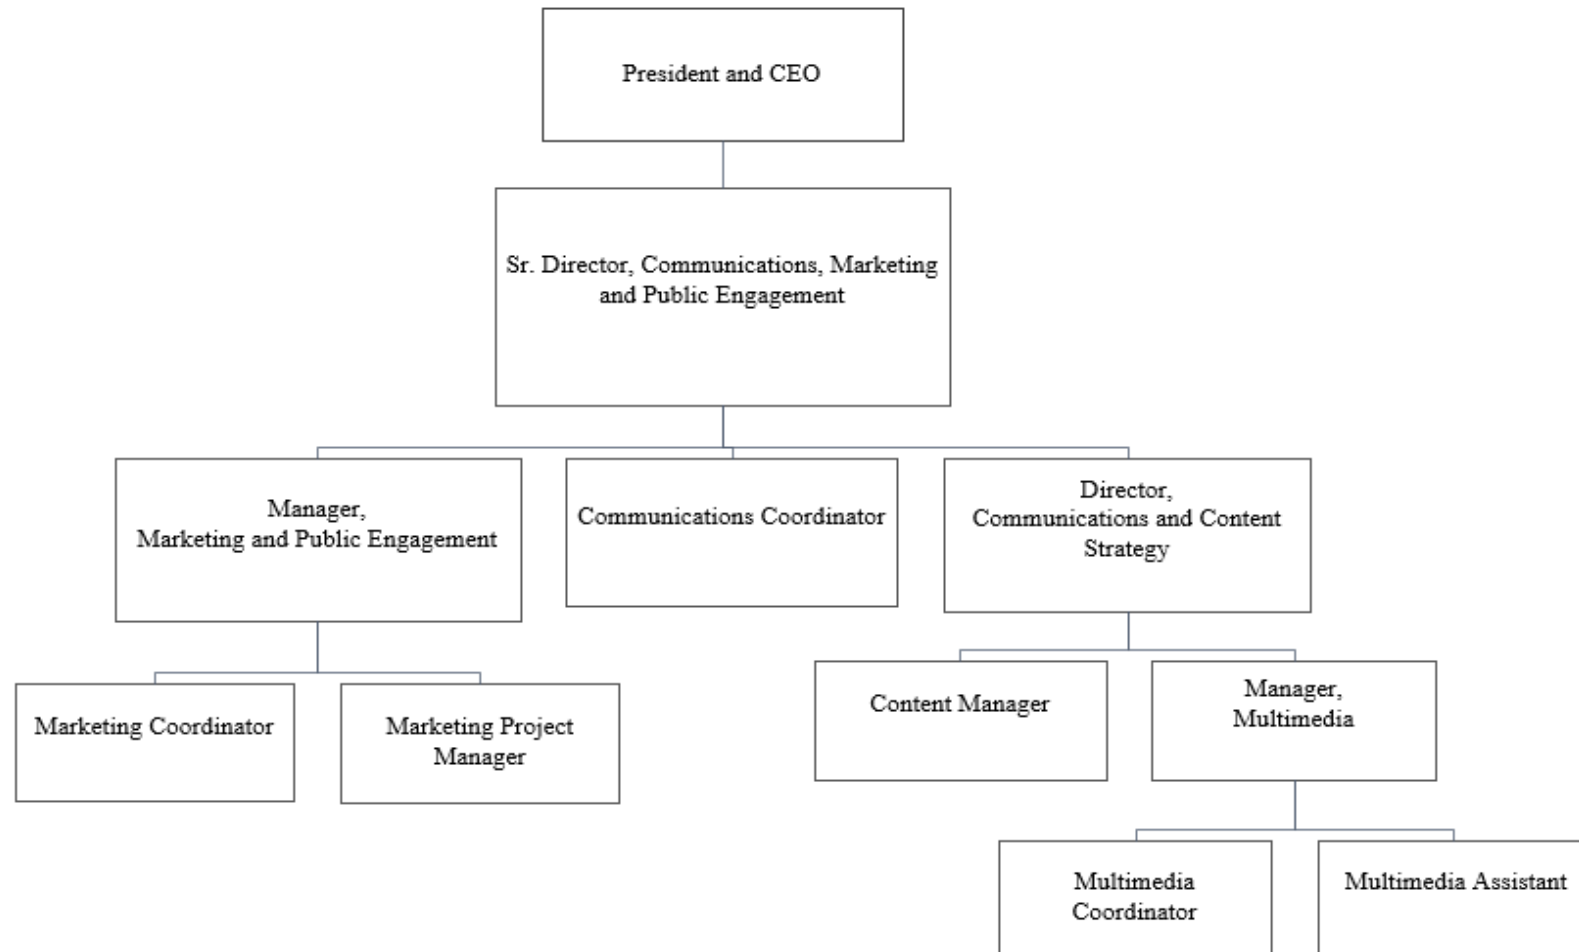 President and CEO
Sr. Director, Communications, Marketing
and Public Engagement
Manager,
Marketing and Public Engagement
Communications Coordinator
Director,
Communications and Content
Strategy
Marketing Coordinator
Marketing Project
Manager
Content Manager
Manager,
Multimedia
Multimedia
Coordinator
Multimedia Assistant